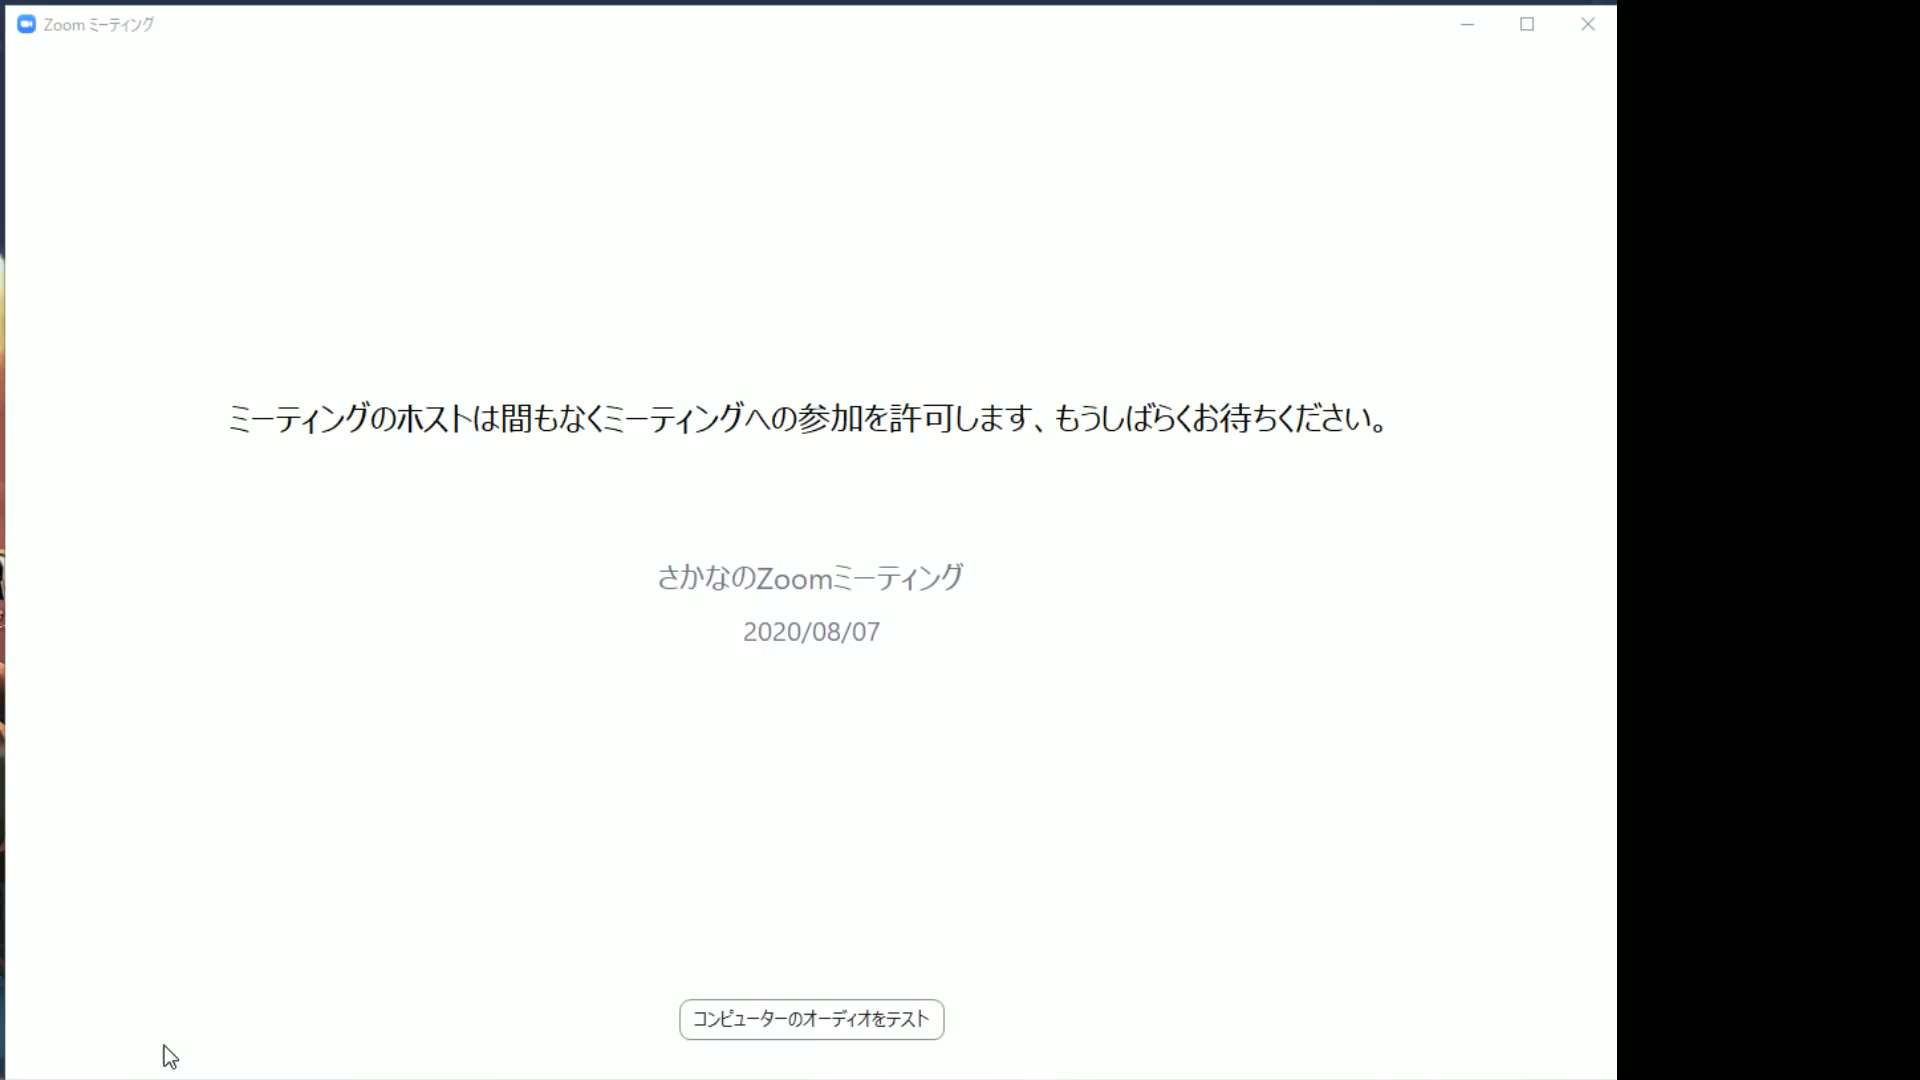 Zoom ミーティング
ミーティングのホストは間もなくミーティングへの参加を許可します、もうしばらくお待ちください。
さかなのZoomミーティング
2020/08/07
コンピューターのオーディオをテスト